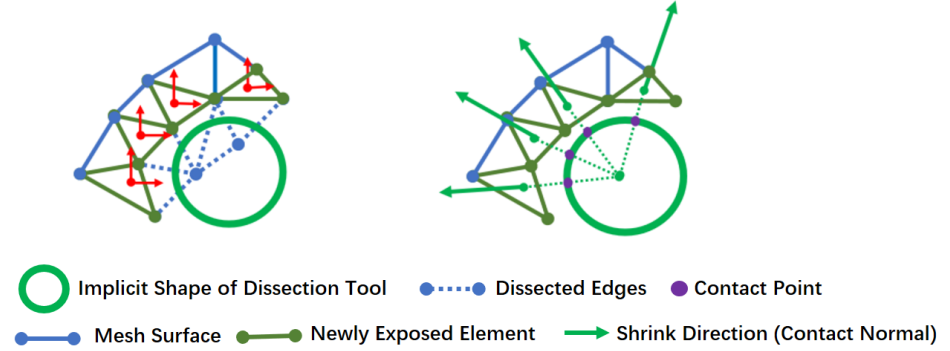 Implicit Shape of Dissection Tool Dissected Edges Contact Point
Mesh Surface Newly Exposed Element Shrink Direction (Contact Normal)